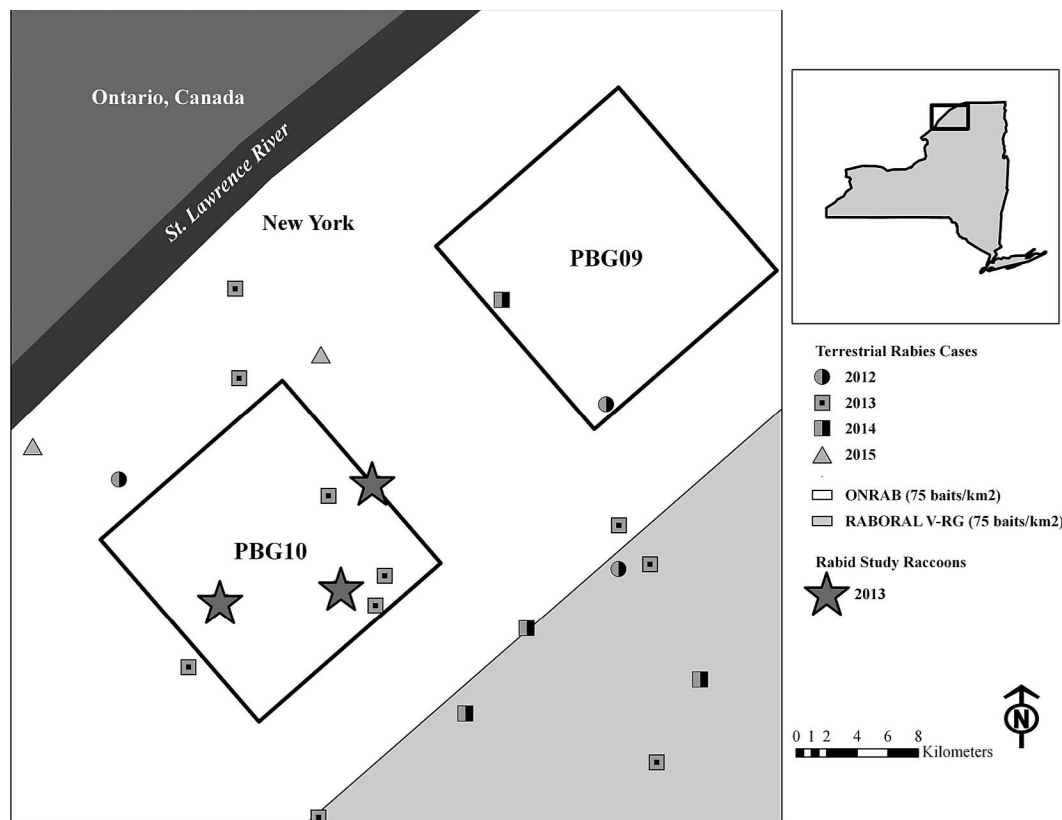 Ontario, Canada
St. Lawrence River
New York
PBG09
PBG10
Terrestrial Rabies Cases
2012
2013
2014
2015
ONRAB (75 baits/km2)
RABORAL V-RG (75 baits/km2)
Rabid Study Raccoons
2013
N
0 1 2 4 6 8
Kilometers